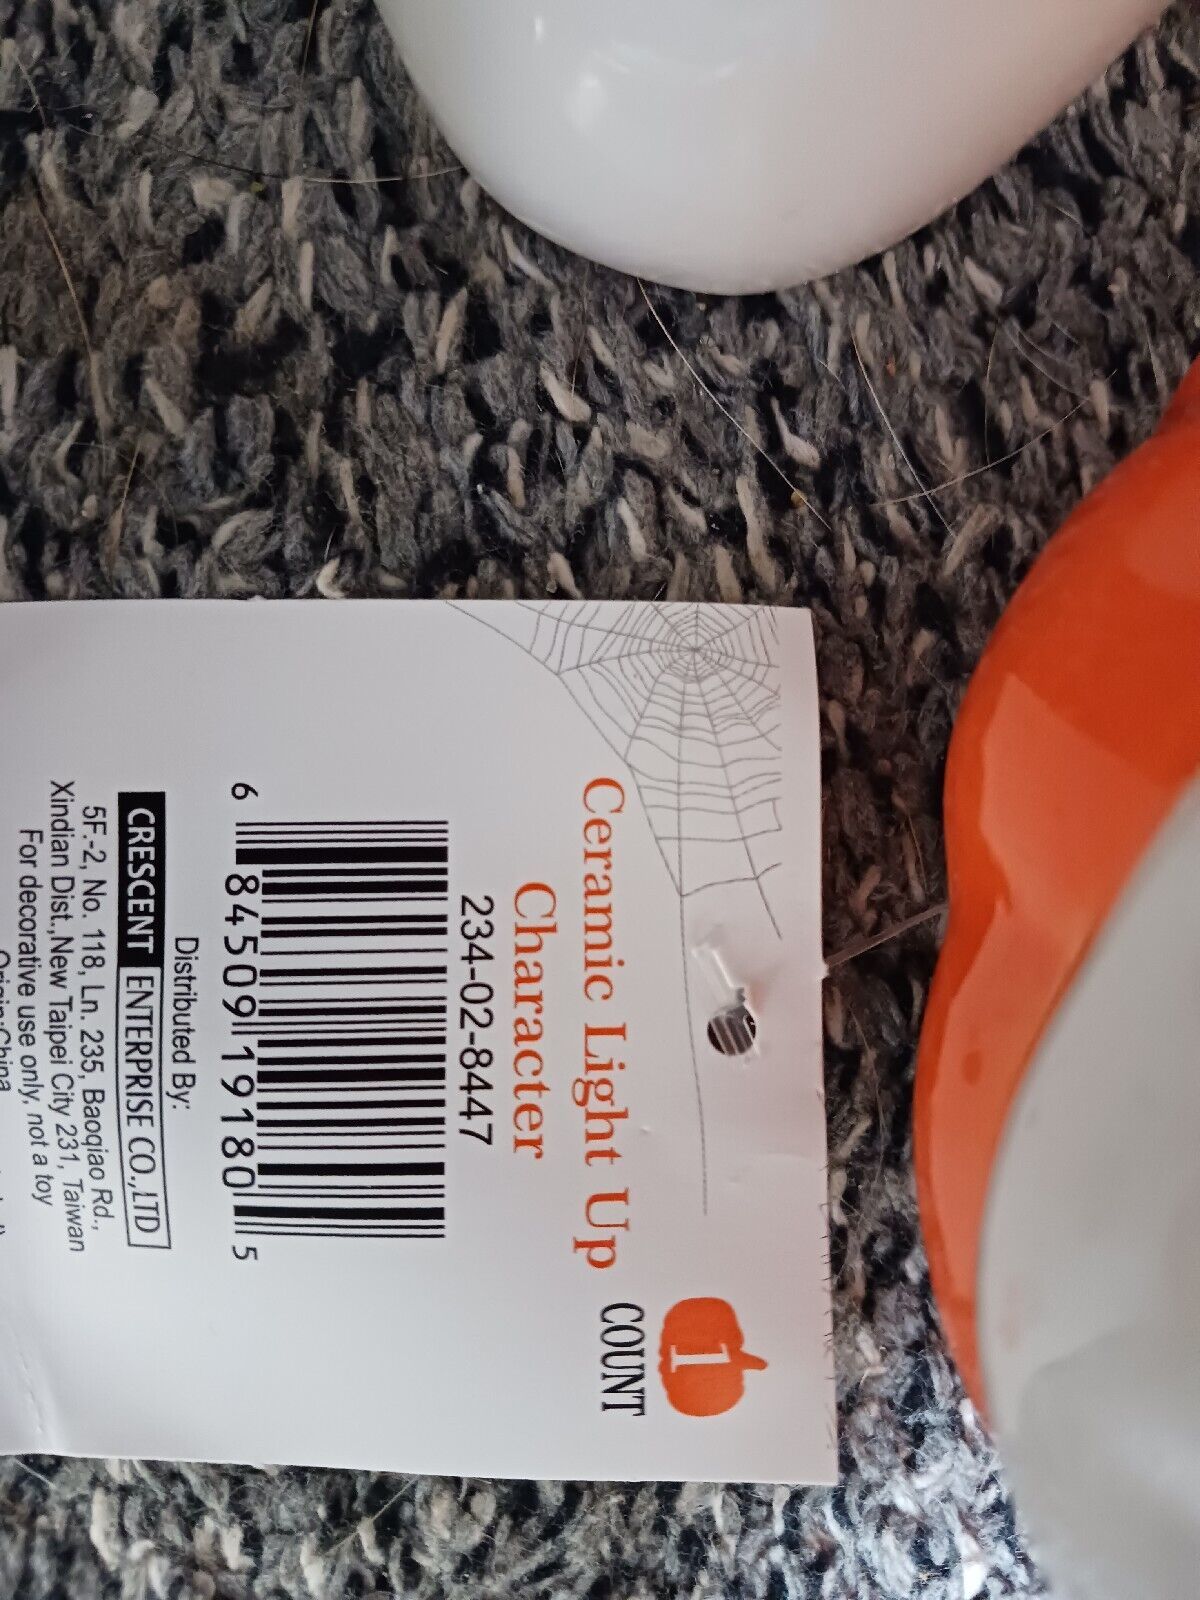 1
COUNT
Ceramic Light Up
Character
234-02-8447
6 84509 19180 5
Distributed By:
CRESCENT ENTERPRISE CO.,LTD
5F.-2, No. 118, Ln. 235, Baoqiao Rd.,
Xindian Dist.,New Taipei City 231, Taiwan
For decorative use only, not a toy
Origin:China